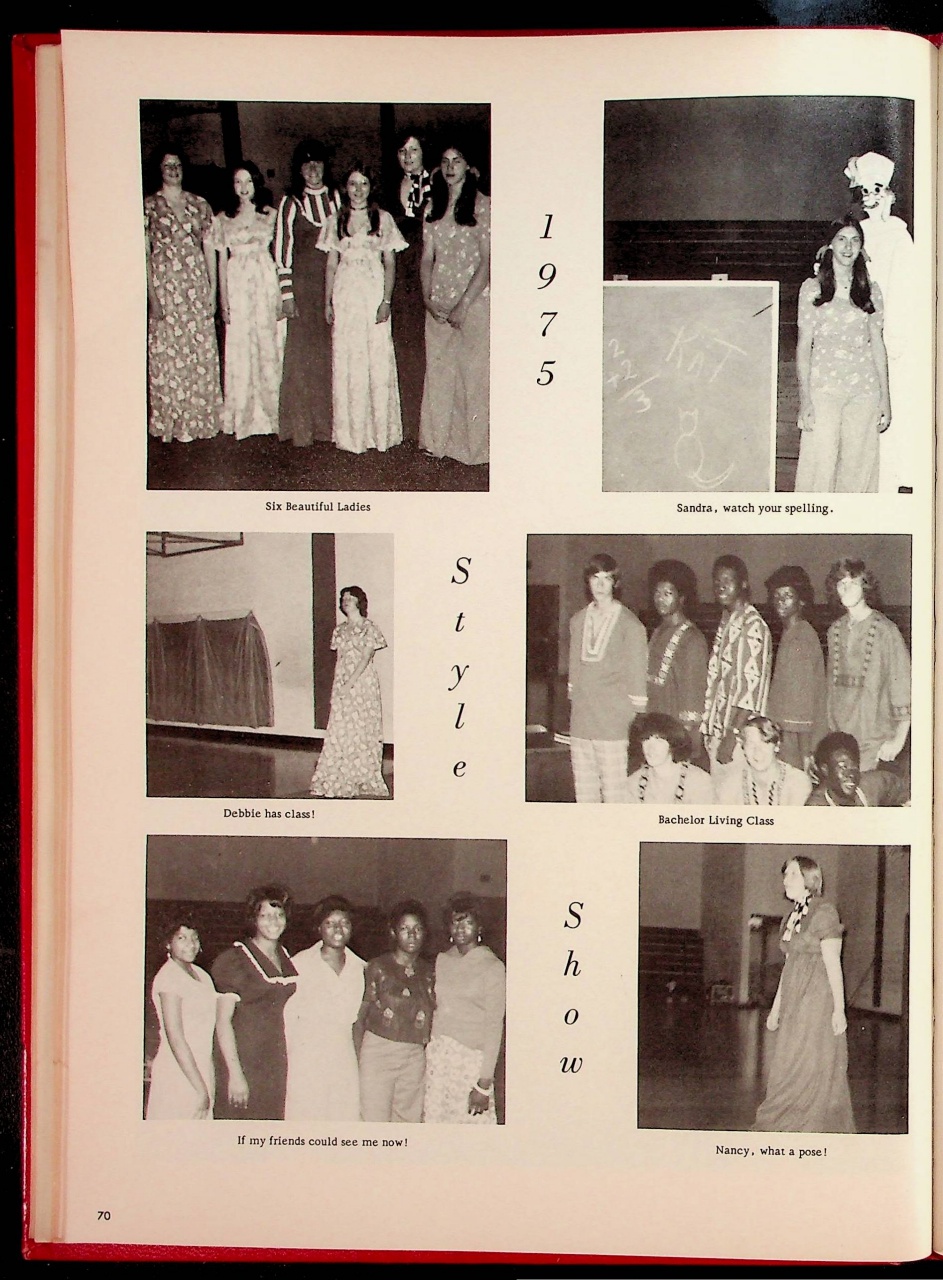 1
9
7
5
KAT
2
+2
/3
Six Beautiful Ladies
Sandra, watch your spelling.
S
t
y
l
e
Debbie has class!
Bachelor Living Class
S
h
o
w
If my friends could see me now!
Nancy, what a pose!
70